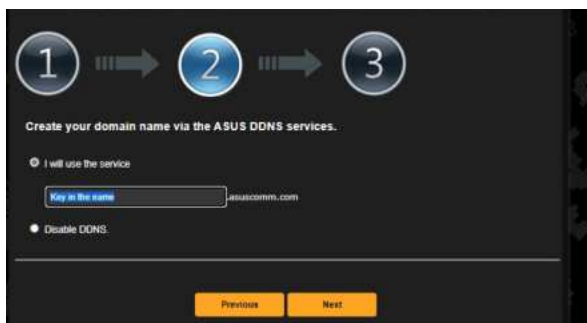 1 2 3
Create your domain name via the ASUS DDNS services.
I will use the service
Key in the name .asuscomm.com
Disable DDNS.
Previous Next